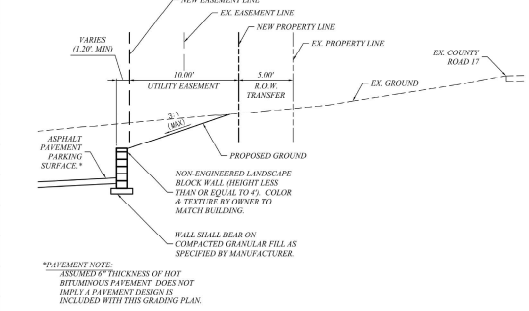 NEW EASEMENT LINE
EX. EASEMENT LINE
NEW PROPERTY LINE
VARIES
(1.20'. MIN)
EX. PROPERTY LINE
EX. COUNTY
ROAD 17
10.00'
UTILITY EASEMENT
5.00'
R.O.W.
TRANSFER
EX. GROUND
3:1
(MAX)
ASPHALT
PAVEMENT
PARKING
SURFACE.*
PROPOSED GROUND
NON-ENGINEERED LANDSCAPE
BLOCK WALL (HEIGHT LESS
THAN OR EQUAL TO 4'). COLOR
& TEXTURE BY OWNER TO
MATCH BUILDING.
WALL SHALL BEAR ON
COMPACTED GRANULAR FILL AS
SPECIFIED BY MANUFACTURER.
*PAVEMENT NOTE:
ASSUMED 6" THICKNESS OF HOT
BITUMINOUS PAVEMENT DOES NOT
IMPLY A PAVEMENT DESIGN IS
INCLUDED WITH THIS GRADING PLAN.